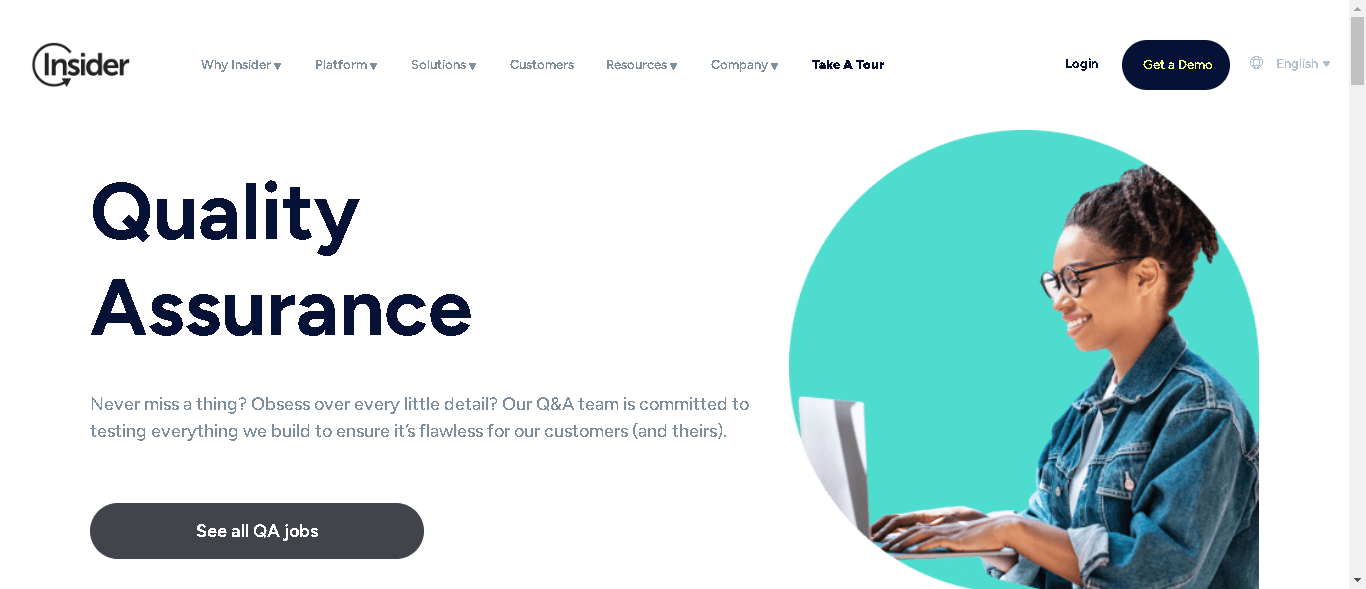 Insider
Why Insider
Platform
Solutions
Customers
Resources
Company
Take A Tour
Login
Get a Demo
English
Quality
Assurance
Never miss a thing? Obsess over every little detail? Our Q&A team is committed to
testing everything we build to ensure it's flawless for our customers (and theirs).
See all QA jobs